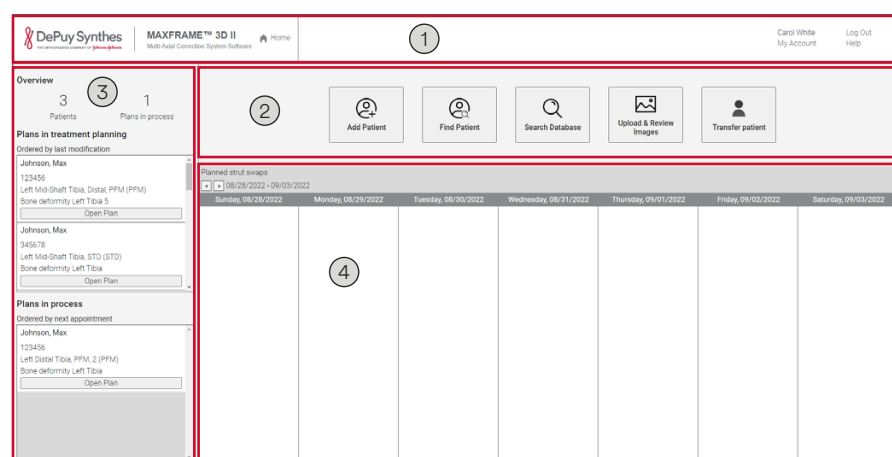 DePuy Synthes
THE ORTHOPAEDICS COMPANY OF Johnson & Johnson
MAXFRAME™ 3D II
Multi-Axial Correction System Software
Home
1
Carol White
My Account
Log Out
Help
Overview
3
Patients
3
1
Plans in process
Plans in treatment planning
Ordered by last modification
Johnson, Max
123456
Left Mid-Shaft Tibia, Distal, PFM (PFM)
Bone deformity Left Tibia 5
Open Plan
Johnson, Max
345678
Left Mid-Shaft Tibia, STD (STD)
Bone deformity Left Tibia
Open Plan
Plans in process
Ordered by next appointment
Johnson, Max
123456
Left Distal Tibia, PFM, 2 (PFM)
Bone deformity Left Tibia
Open Plan
2
Add Patient
Find Patient
Search Database
Upload & Review
Images
Transfer patient
Planned strut swaps
08/28/2022 - 09/03/2022
Sunday, 08/28/2022
Monday, 08/29/2022
Tuesday, 08/30/2022
Wednesday, 08/31/2022
Thursday, 09/01/2022
Friday, 09/02/2022
Saturday, 09/03/2022
4